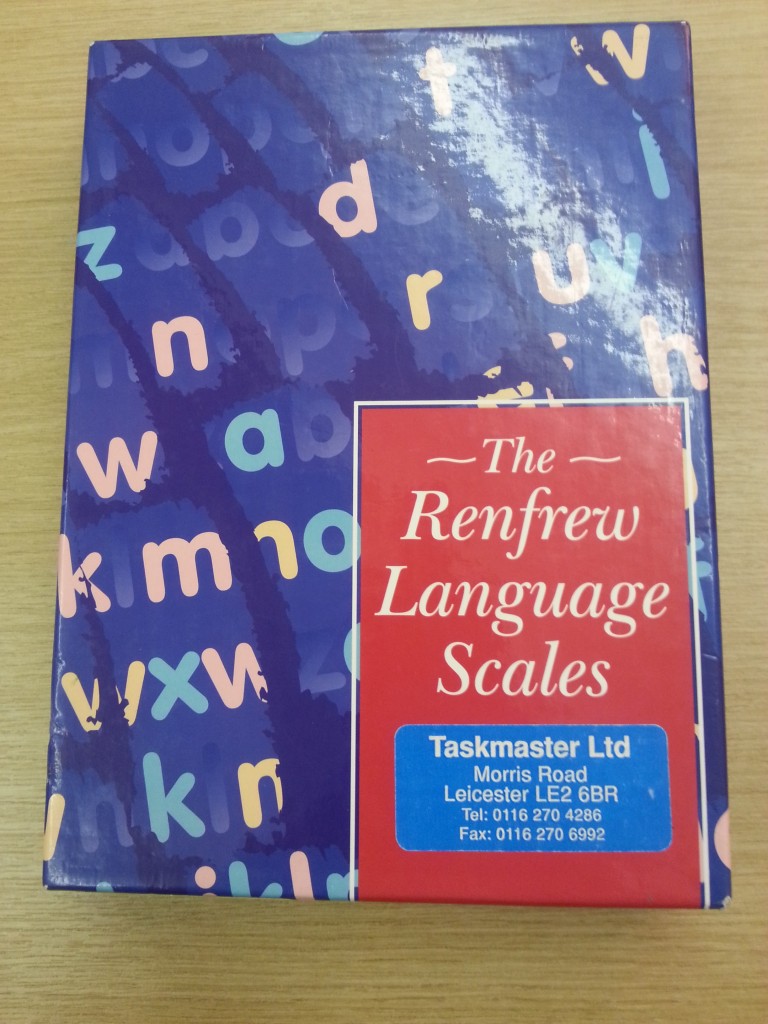 t v
d l
z u y
r
n h
w a b
k l m n o
w x w
k l n
j k l n
The
Renfrew
Language
Scales
Taskmaster Ltd
Morris Road
Leicester LE2 6BR
Tel: 0116 270 4286
Fax: 0116 270 6992